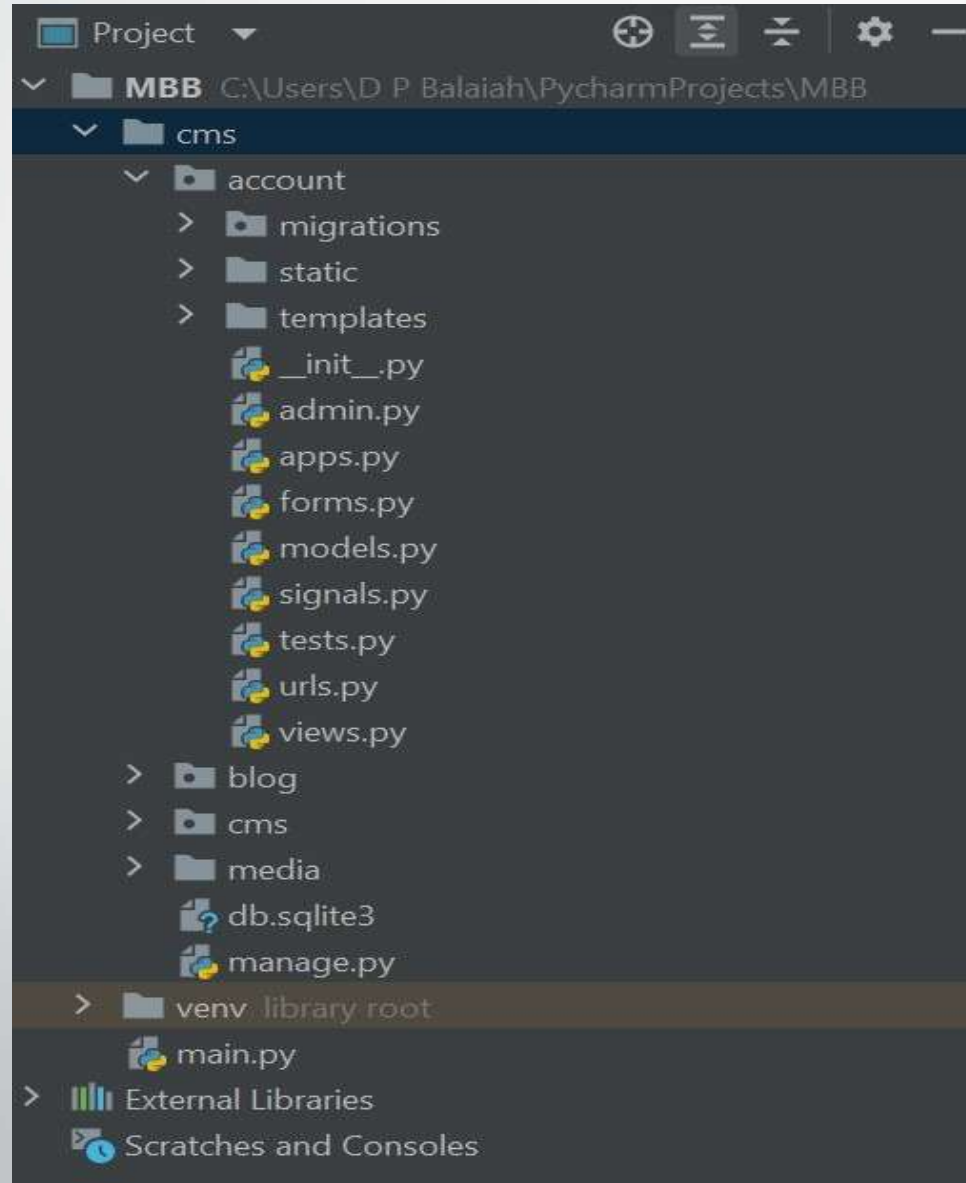 Project
MBB C:\Users\D P Balaiah\PycharmProjects\MBB
cms
account
migrations
static
templates
__init__.py
admin.py
apps.py
forms.py
models.py
signals.py
tests.py
urls.py
views.py
blog
cms
media
db.sqlite3
manage.py
venv library root
main.py
External Libraries
Scratches and Consoles